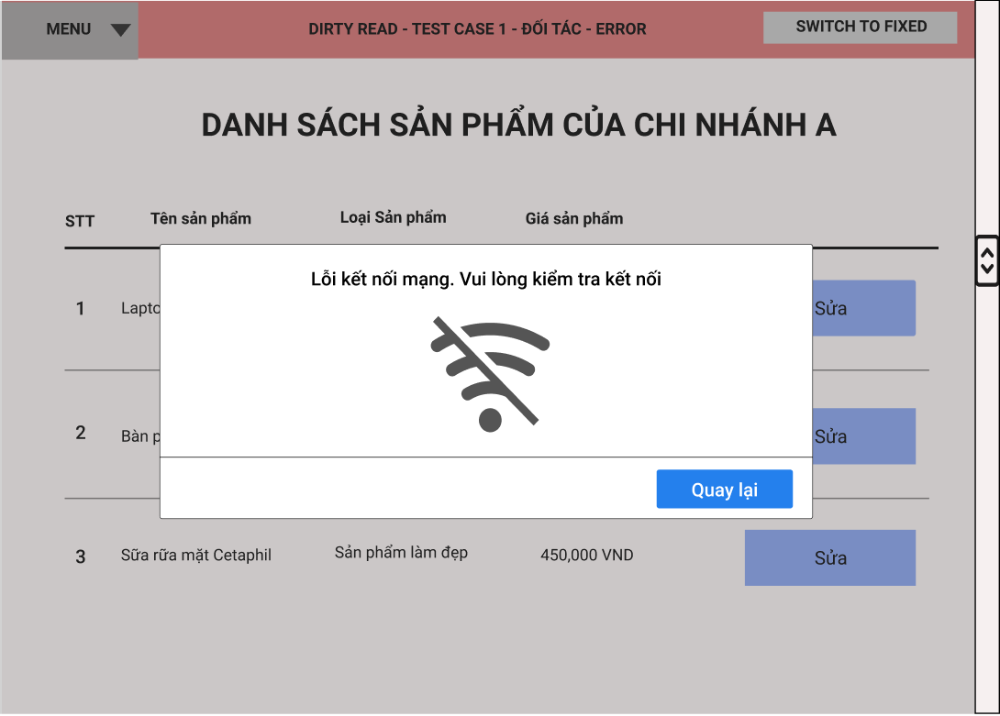 MENU
DIRTY READ - TEST CASE 1 - ĐỐI TÁC - ERROR
SWITCH TO FIXED
DANH SÁCH SẢN PHẨM CỦA CHI NHÁNH A
STT Tên sản phẩm Loại Sản phẩm Giá sản phẩm
Lỗi kết nối mạng. Vui lòng kiểm tra kết nối
1 Lapto Sửa
2 Bàn p Sửa
Quay lại
3 Sữa rữa mặt Cetaphil Sản phẩm làm đẹp 450,000 VND Sửa